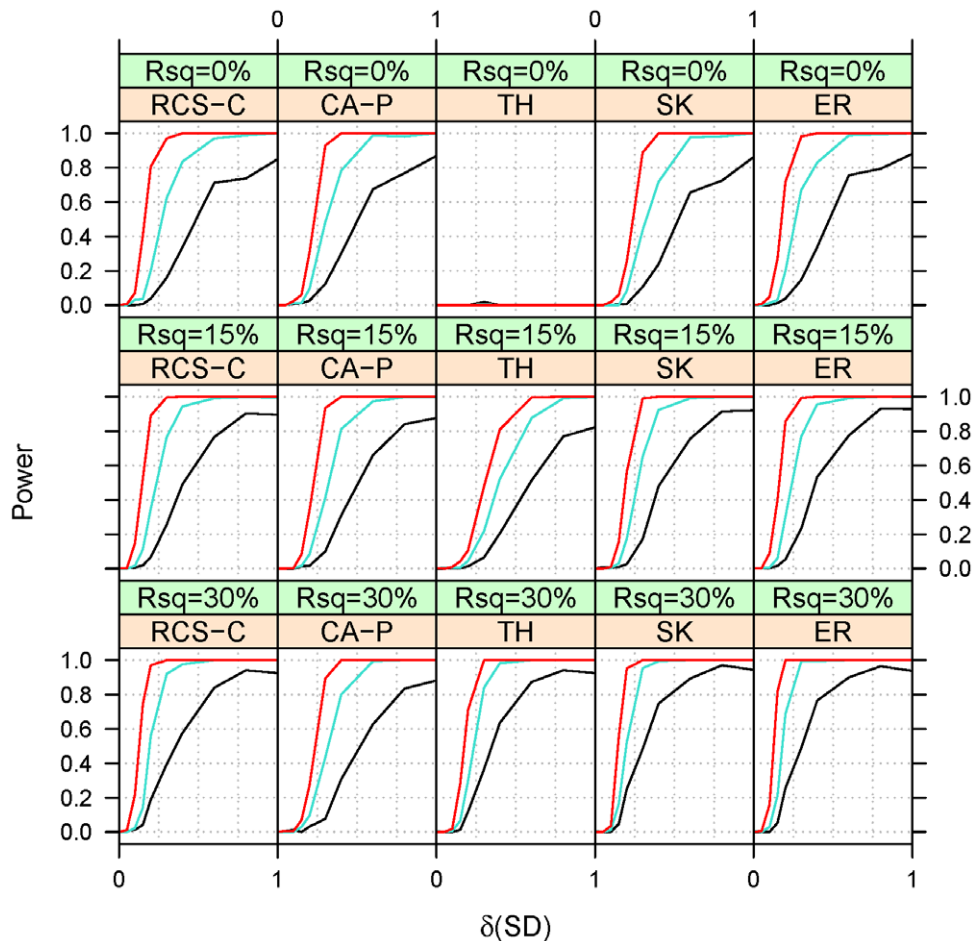 0 1 0
Rsq=0% Rsq=0% Rsq=0% Rsq=0% Rsq=0%
RCS-C CA-P TH SK ER
1.0
0.8
0.6
0.4
0.2
0.0
Rsq=15% Rsq=15% Rsq=15% Rsq=15% Rsq=15%
RCS-C CA-P TH SK ER
1.0
0.8
0.6
0.4
0.2
0.0
Power
Rsq=30% Rsq=30% Rsq=30% Rsq=30% Rsq=30%
RCS-C CA-P TH SK ER
1.0
0.8
0.6
0.4
0.2
0.0
0 1 0 1 0 1
δ(SD)